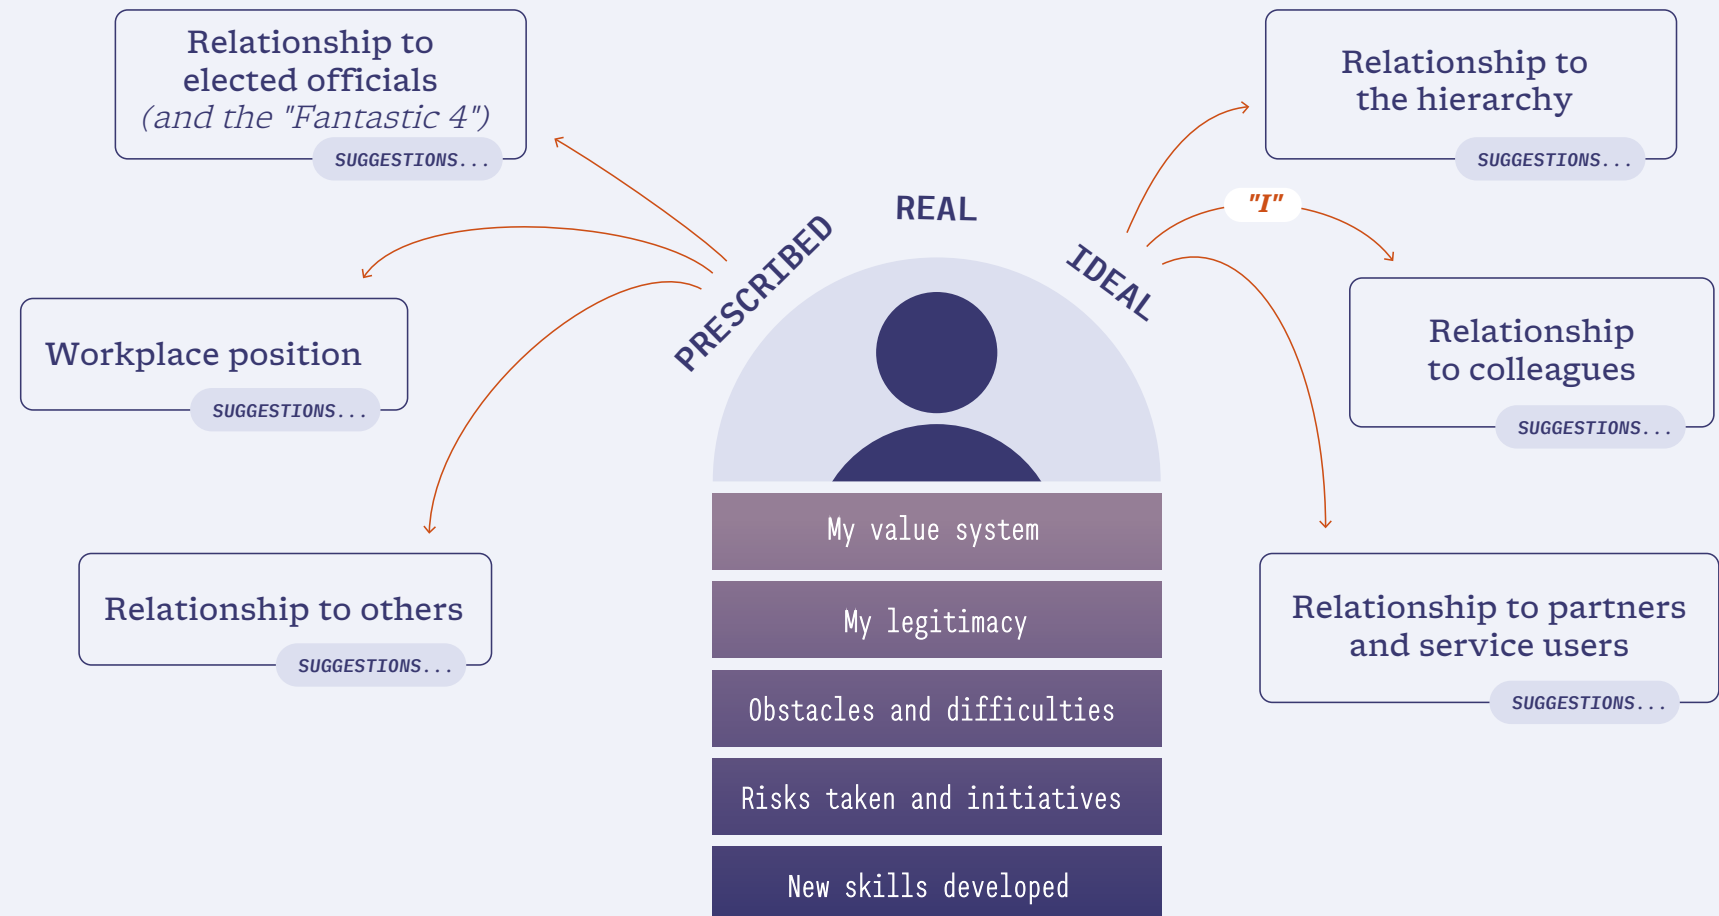 Relationship to
elected officials
(and the "Fantastic 4")
SUGGESTIONS...
Relationship to
the hierarchy
SUGGESTIONS...
"I"
REAL
PRESCRIBED
IDEAL
Workplace position
SUGGESTIONS...
Relationship
to colleagues
SUGGESTIONS...
Relationship to others
SUGGESTIONS...
Relationship to partners
and service users
SUGGESTIONS...
My value system
My legitimacy
Obstacles and difficulties
Risks taken and initiatives
New skills developed